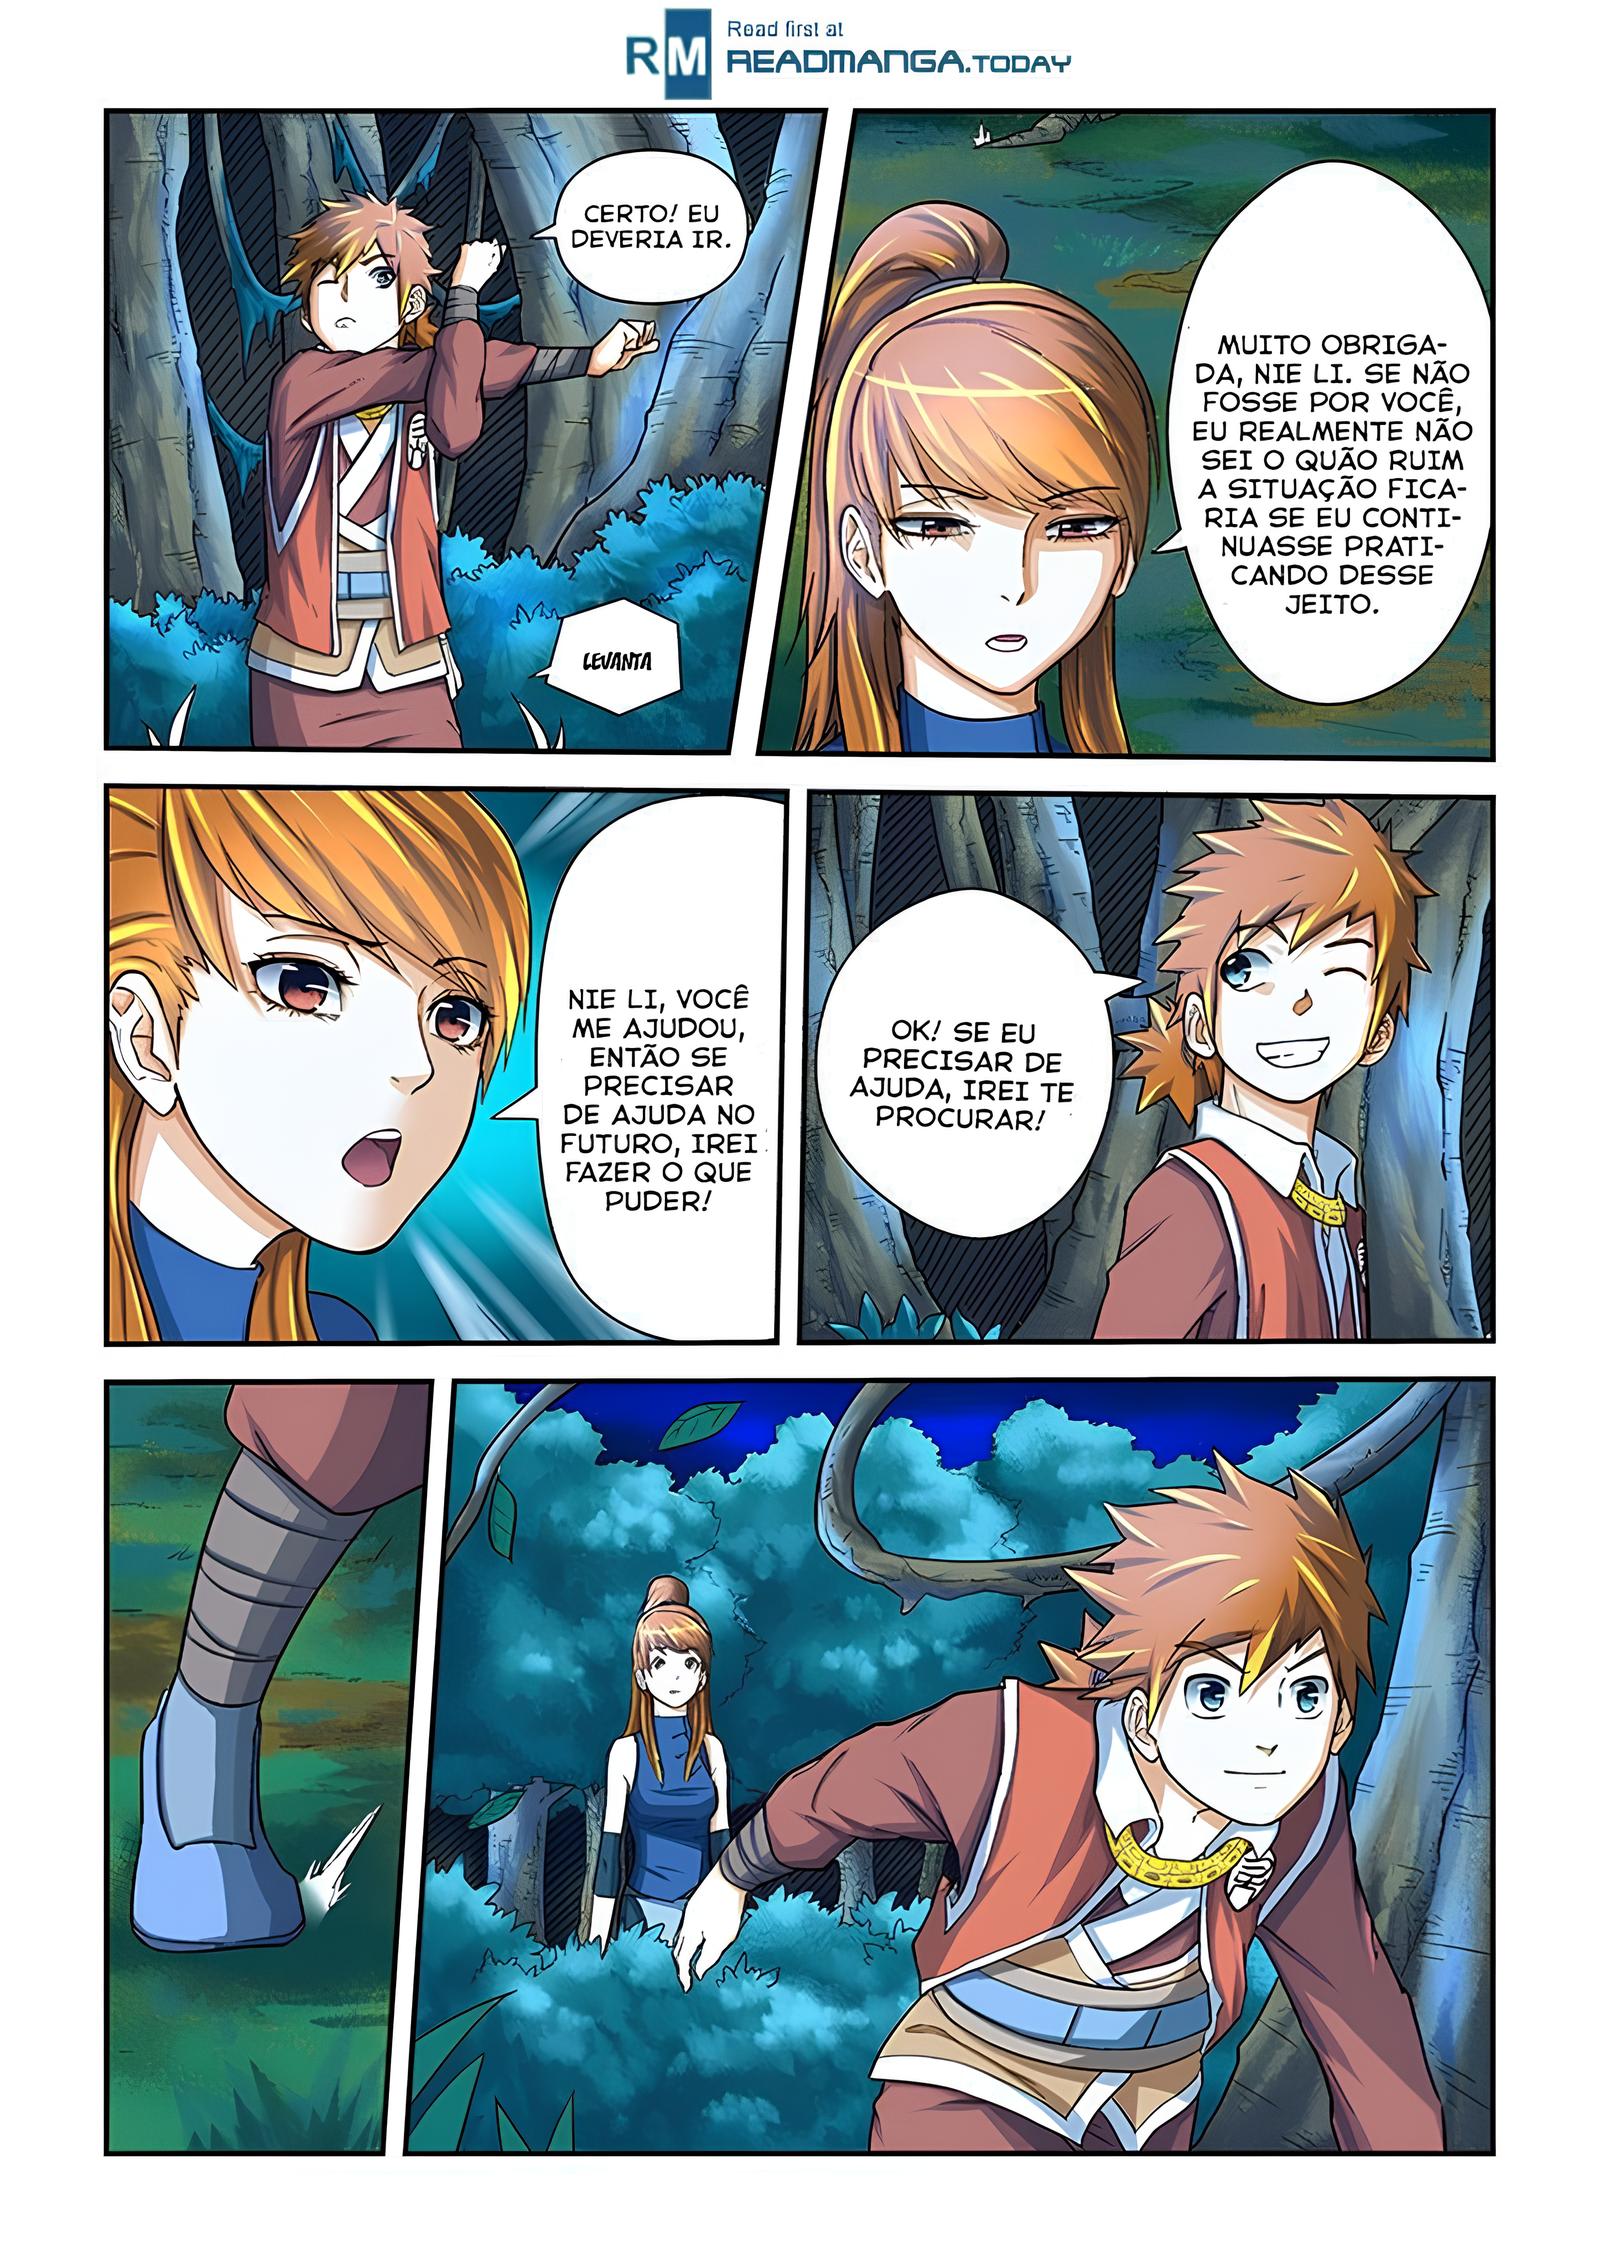 RM
Read first at
READMANGA.TODAY
CERTO! EU
DEVERIA IR.
LEVANTA
MUITO OBRIGA-
DA, NIE LI. SE NÃO
FOSSE POR VOCÊ,
EU REALMENTE NÃO
SEI O QUÃO RUIM
A SITUAÇÃO FICA-
RIA SE EU CONTI-
NUASSE PRATI-
CANDO DESSE
JEITO.
NIE LI, VOCÊ
ME AJUDOU,
ENTÃO SE
PRECISAR
DE AJUDA NO
FUTURO, IREI
FAZER O QUE
PUDER!
OK! SE EU
PRECISAR DE
AJUDA, IREI TE
PROCURAR!